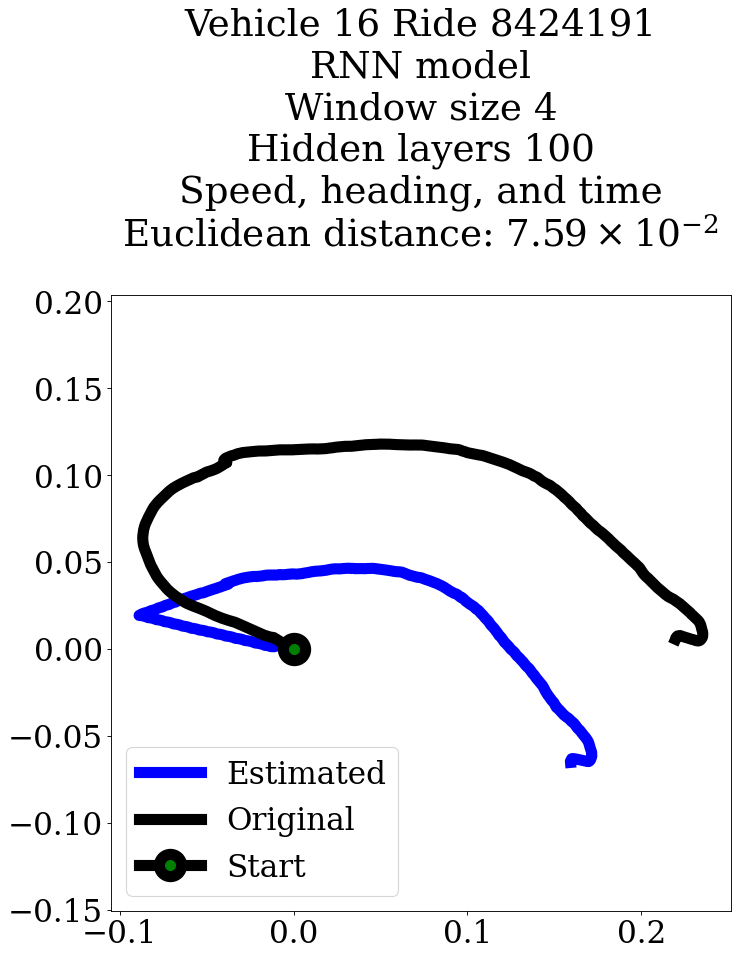 Vehicle 16 Ride 8424191
RNN model
Window size 4
Hidden layers 100
Speed, heading, and time
Euclidean distance: 7.59 × 10⁻²
0.20
0.15
0.10
0.05
0.00
−0.05
−0.10
−0.15
Estimated
Original
Start
−0.1
0.0
0.1
0.2